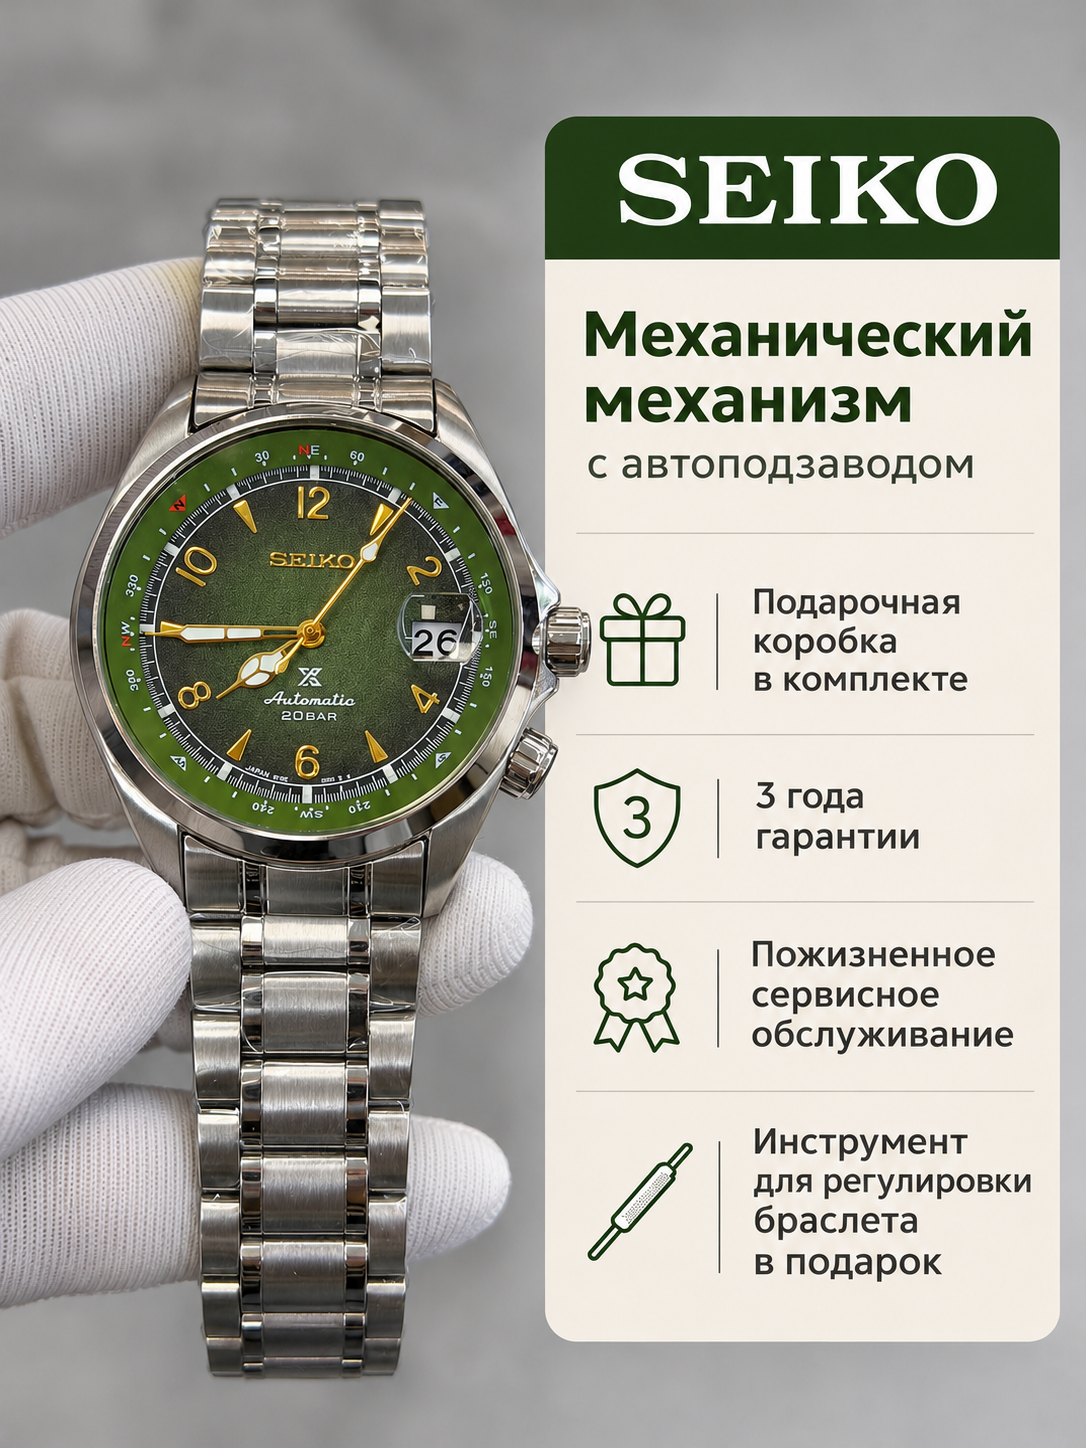 SEIKO
Механический
механизм
с автоподзаводом
Подарочная
коробка
в комплекте
3
3 года
гарантии
Пожизненное
сервисное
обслуживание
Инструмент
для регулировки
браслета
в подарок
30
NE
60
N
E
12
10
2
SEIKO
330
150
NW
SE
26
300
150
8
4
Automatic
20BAR
6
JAPAN
240
SW
210